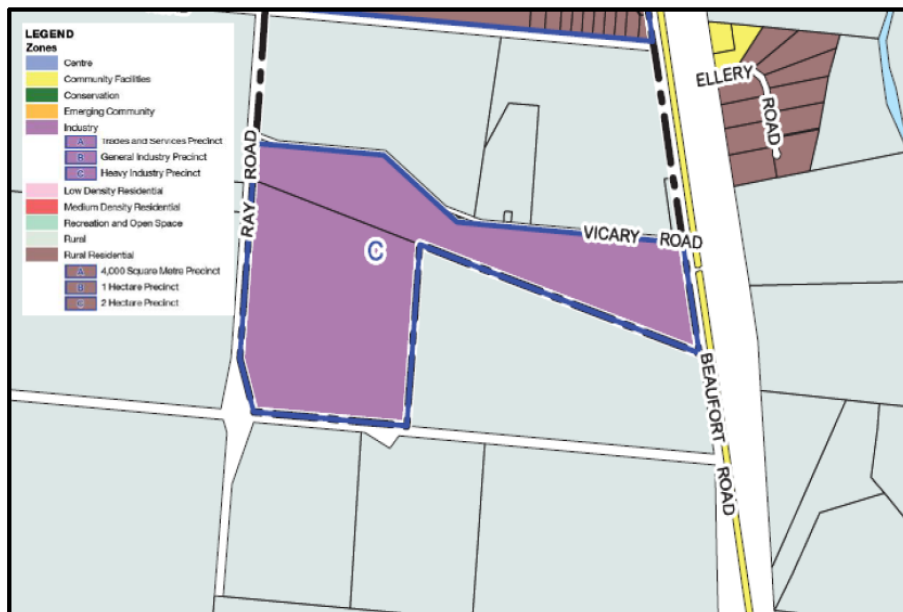 LEGEND
Zones
Centre
Community Facilities
Conservation
Emerging Community
Industry
A Trades and Services Precinct
B General Industry Precinct
C Heavy Industry Precinct
Low Density Residential
Medium Density Residential
Recreation and Open Space
Rural
Rural Residential
A 4,000 Square Metre Precinct
B 1 Hectare Precinct
C 2 Hectare Precinct
RAY ROAD
C
VICARY ROAD
ELLERY ROAD
BEAUFORT ROAD